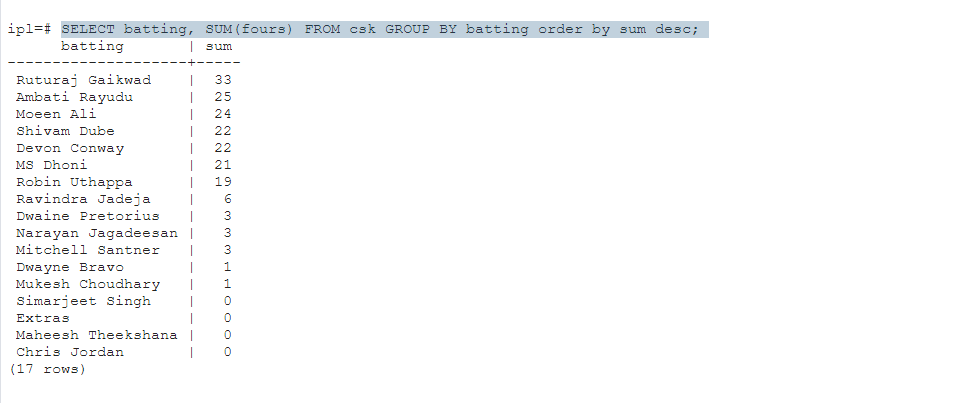 ipl=# SELECT batting, SUM(fours) FROM csk GROUP BY batting order by sum desc;
      batting       | sum
--------------------+-----
 Ruturaj Gaikwad    |  33
 Ambati Rayudu      |  25
 Moeen Ali          |  24
 Shivam Dube        |  22
 Devon Conway       |  22
 MS Dhoni           |  21
 Robin Uthappa      |  19
 Ravindra Jadeja    |   6
 Dwaine Pretorius   |   3
 Narayan Jagadeesan |   3
 Mitchell Santner   |   3
 Dwayne Bravo       |   1
 Mukesh Choudhary   |   1
 Simarjeet Singh    |   0
 Extras             |   0
 Maheesh Theekshana |   0
 Chris Jordan       |   0
(17 rows)